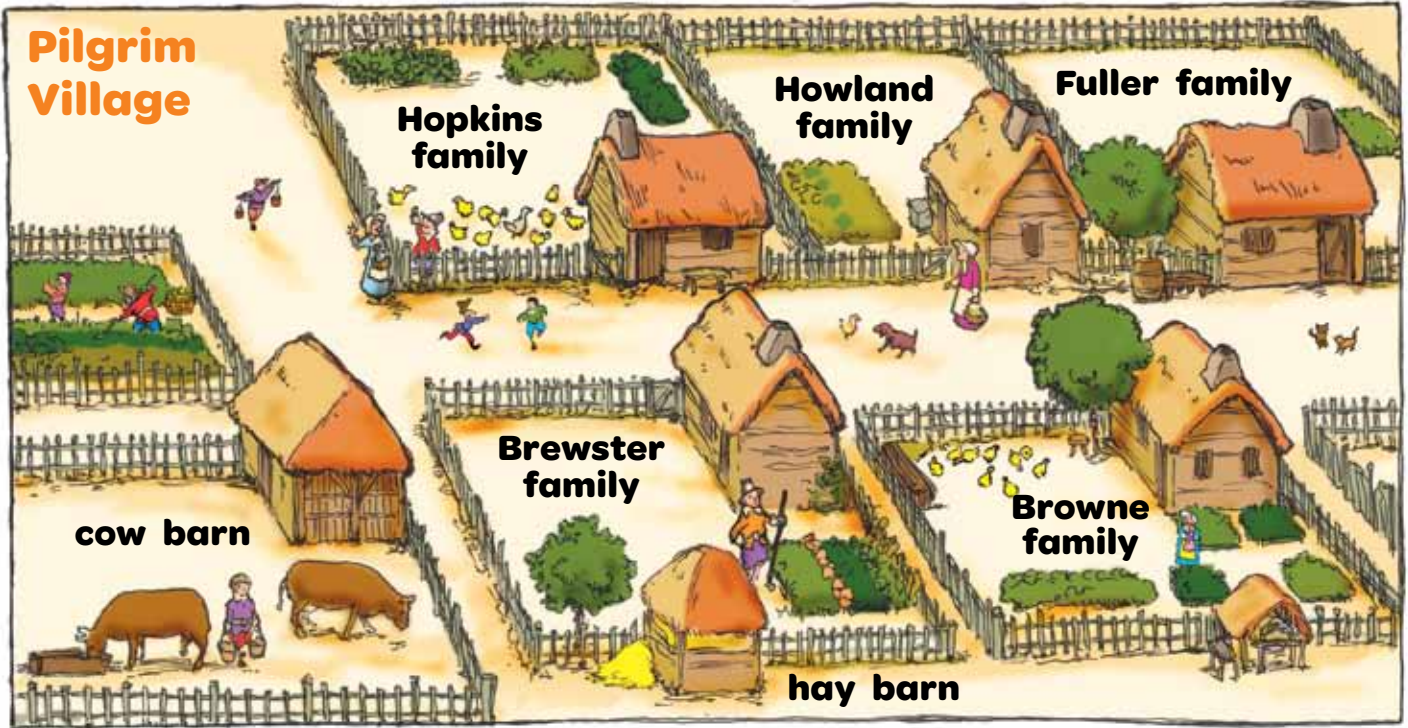 Pilgrim
Village
Hopkins
family
Howland
family
Fuller family
Brewster
family
Browne
family
cow barn
hay barn